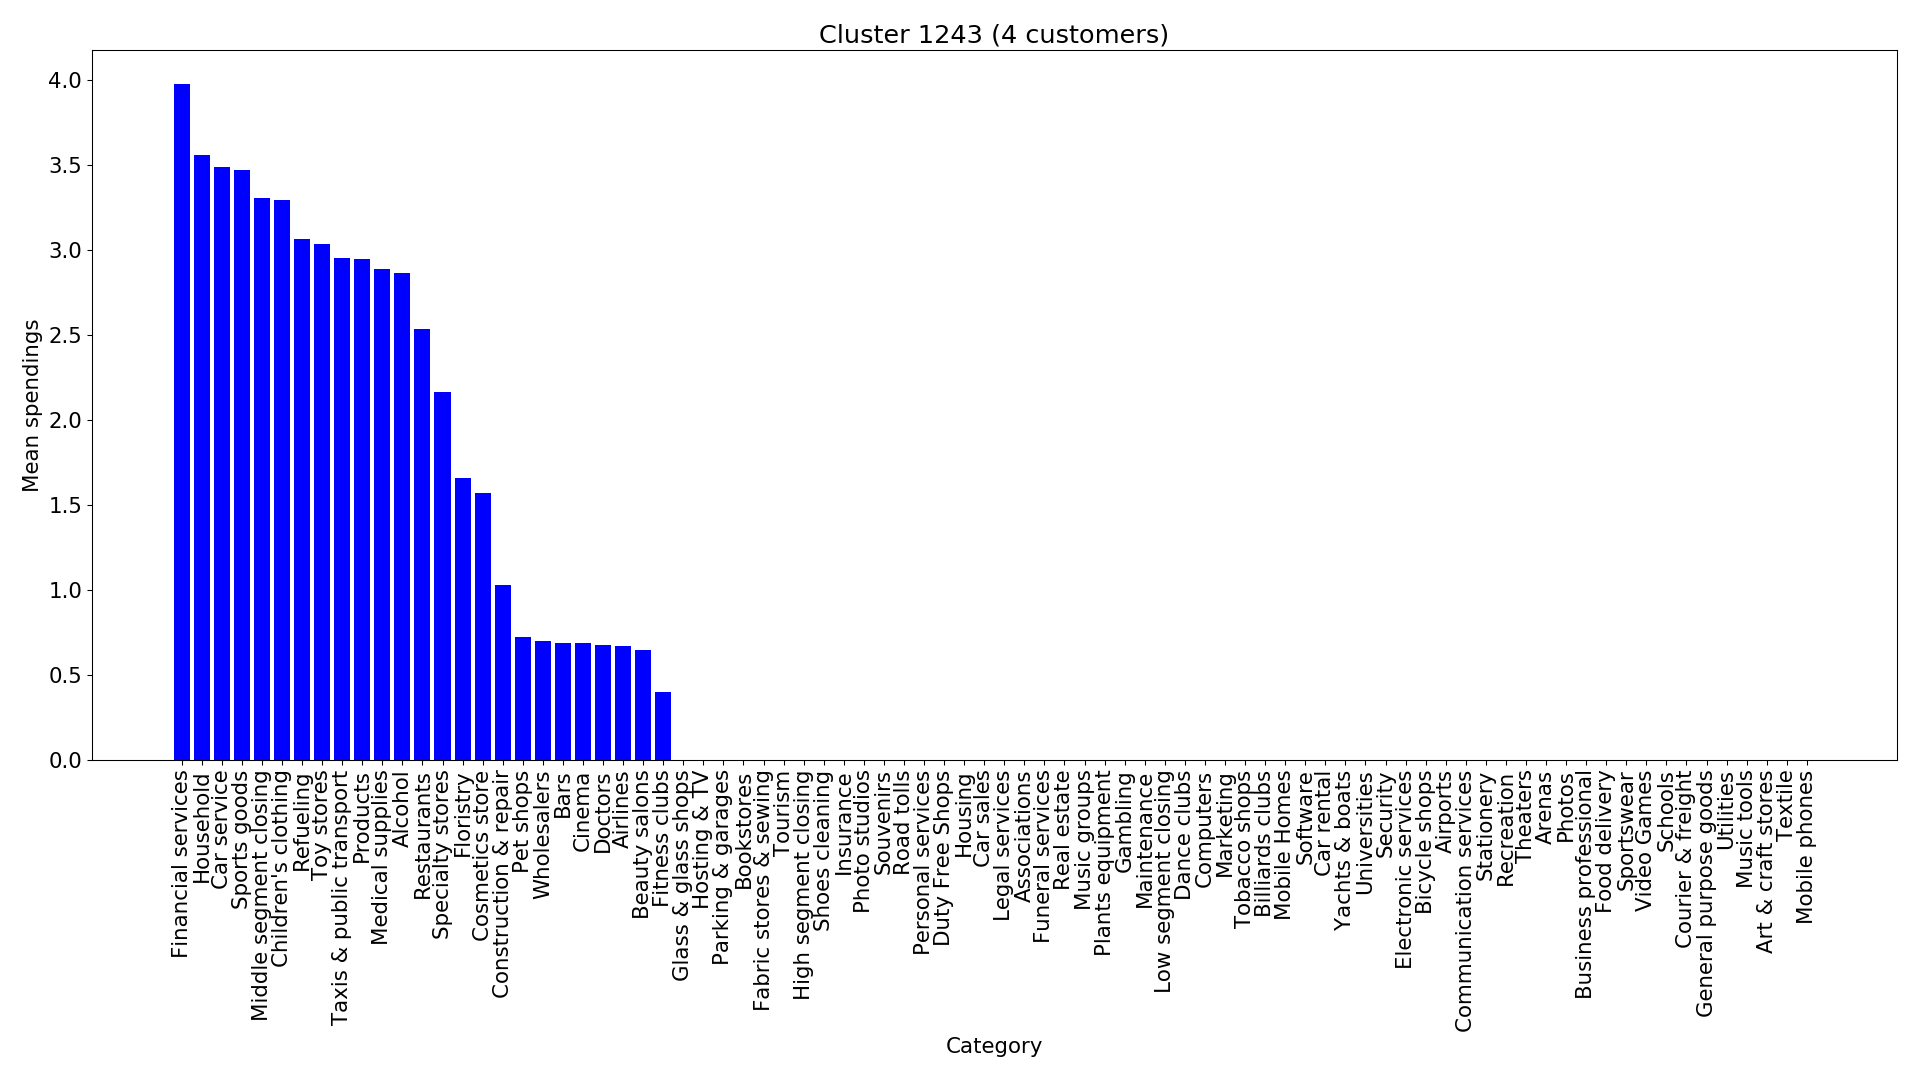 Cluster 1243 (4 customers)
Mean spendings
4.0
3.5
3.0
2.5
2.0
1.5
1.0
0.5
0.0
Financial services
Household
Car service
Sports goods
Middle segment closing
Children's clothing
Refueling
Toy stores
Taxis & public transport
Products
Medical supplies
Alcohol
Restaurants
Specialty stores
Floristry
Cosmetics store
Construction & repair
Pet shops
Wholesalers
Bars
Cinema
Doctors
Airlines
Beauty salons
Fitness clubs
Glass & glass shops
Hosting & TV
Parking & garages
Bookstores
Fabric stores & sewing
Tourism
High segment closing
Shoes cleaning
Insurance
Photo studios
Souvenirs
Road tolls
Personal services
Duty Free Shops
Housing
Car sales
Legal services
Associations
Funeral services
Real estate
Music groups
Plants equipment
Gambling
Maintenance
Low segment closing
Dance clubs
Computers
Marketing
Tobacco shops
Billiards clubs
Mobile Homes
Software
Car rental
Yachts & boats
Universities
Security
Electronic services
Bicycle shops
Airports
Communication services
Stationery
Recreation
Theaters
Arenas
Photos
Business professional
Food delivery
Sportswear
Video Games
Schools
Courier & freight
General purpose goods
Utilities
Music tools
Art & craft stores
Textile
Mobile phones
Category